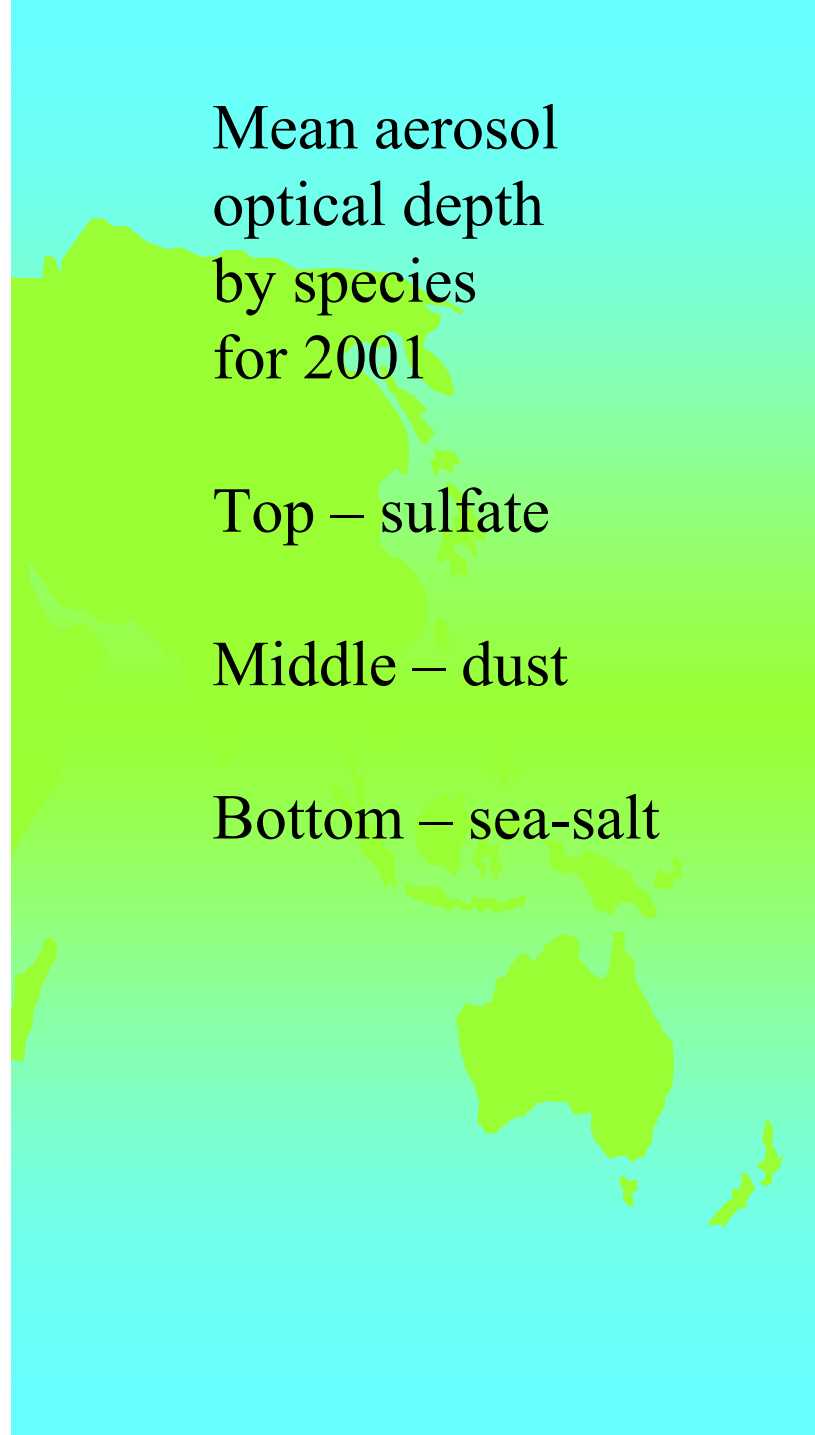 Mean aerosol
optical depth
by species
for 2001
Top – sulfate
Middle – dust
Bottom – sea-salt